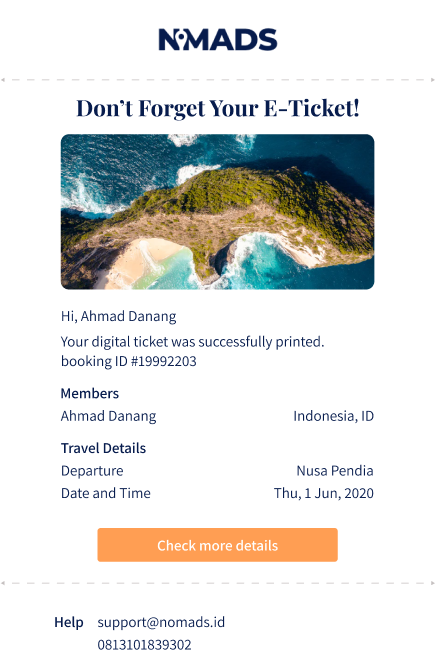 NOMADS
Don't Forget Your E-Ticket!
Hi, Ahmad Danang
Your digital ticket was successfully printed.
booking ID #19992203
Members
Ahmad Danang Indonesia, ID
Travel Details
Departure Nusa Pendia
Date and Time Thu, 1 Jun, 2020
Check more details
Help support@nomads.id
0813101839302